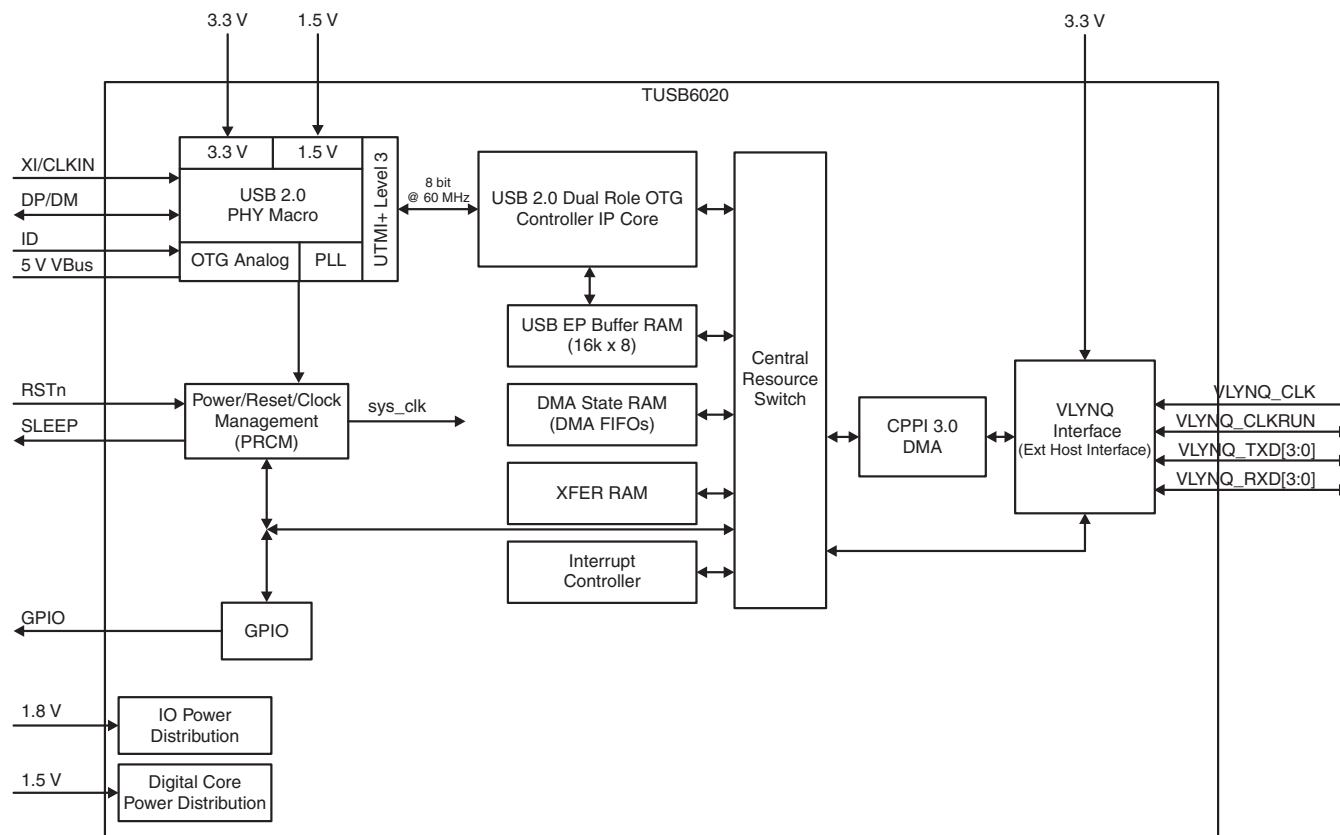 3.3 V
1.5 V
3.3 V
TUSB6020
XI/CLKIN
DP/DM
ID
5 V VBus
3.3 V
1.5 V
USB 2.0
PHY Macro
OTG Analog
PLL
UTMI+ Level 3
8 bit
@ 60 MHz
USB 2.0 Dual Role OTG
Controller IP Core
USB EP Buffer RAM
(16k x 8)
DMA State RAM
(DMA FIFOs)
XFER RAM
Interrupt
Controller
Central
Resource
Switch
CPPI 3.0
DMA
VLYNQ
Interface
(Ext Host Interface)
VLYNQ_CLK
VLYNQ_CLKRUN
VLYNQ_TXD[3:0]
VLYNQ_RXD[3:0]
RSTn
SLEEP
Power/Reset/Clock
Management
(PRCM)
sys_clk
GPIO
GPIO
1.8 V
IO Power
Distribution
1.5 V
Digital Core
Power Distribution